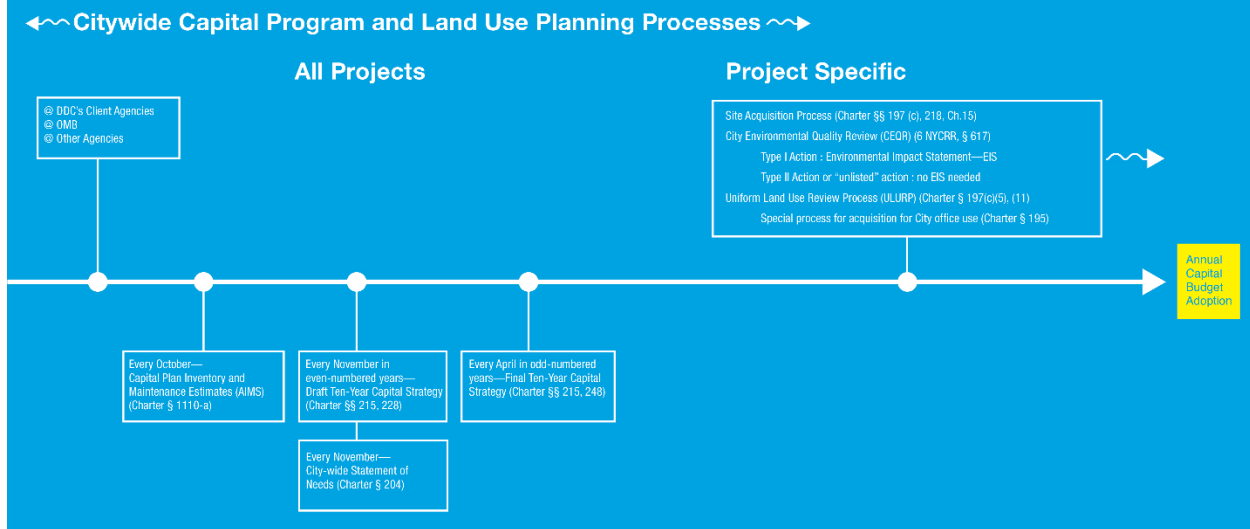 Citywide Capital Program and Land Use Planning Processes
All Projects
Project Specific
@ DDC's Client Agencies
@ OMB
@ Other Agencies
Site Acquisition Process (Charter §§ 197 (c), 218, Ch.15)
City Environmental Quality Review (CEQR) (6 NYCRR, § 617)
Type I Action : Environmental Impact Statement—EIS
Type II Action or “unlisted” action : no EIS needed
Uniform Land Use Review Process (ULURP) (Charter § 197(c)(5), (11)
Special process for acquisition for City office use (Charter § 195)
Annual
Capital
Budget
Adoption
Every October—
Capital Plan Inventory and
Maintenance Estimates (AIMS)
(Charter § 1110-a)
Every November in
even-numbered years—
Draft Ten-Year Capital Strategy
(Charter §§ 215, 228)
Every April in odd-numbered
years—Final Ten-Year Capital
Strategy (Charter §§ 215, 248)
Every November—
City-wide Statement of
Needs (Charter § 204)